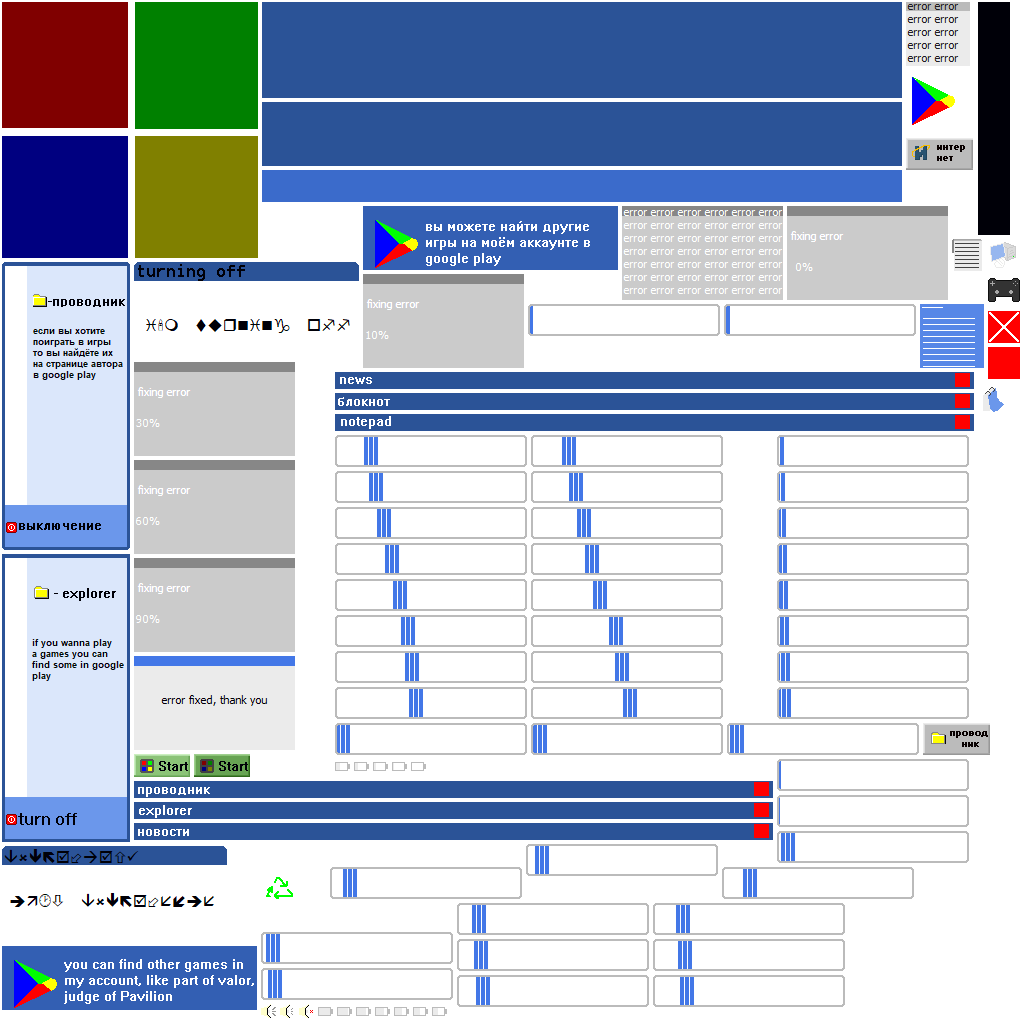 error error
error error
error error
error error
error error
интер
нет
вы можете найти другие
игры на моём аккаунте в
google play
error error error error error error
error error error error error error
error error error error error error
error error error error error error
error error error error error error
error error error error error error
error error error error error error
fixing error
0%
turning off
-проводник
если вы хотите
поиграть в игры
то вы найдёте их
на странице автора
в google play
выключение
fixing error
10%
fixing error
30%
news
блокнот
notepad
fixing error
60%
fixing error
90%
- explorer
if you wanna play
a games you can
find some in google
play
turn off
error fixed, thank you
Start
Start
провод
ник
проводник
explorer
новости
you can find other games in
my account, like part of valor,
judge of Pavilion